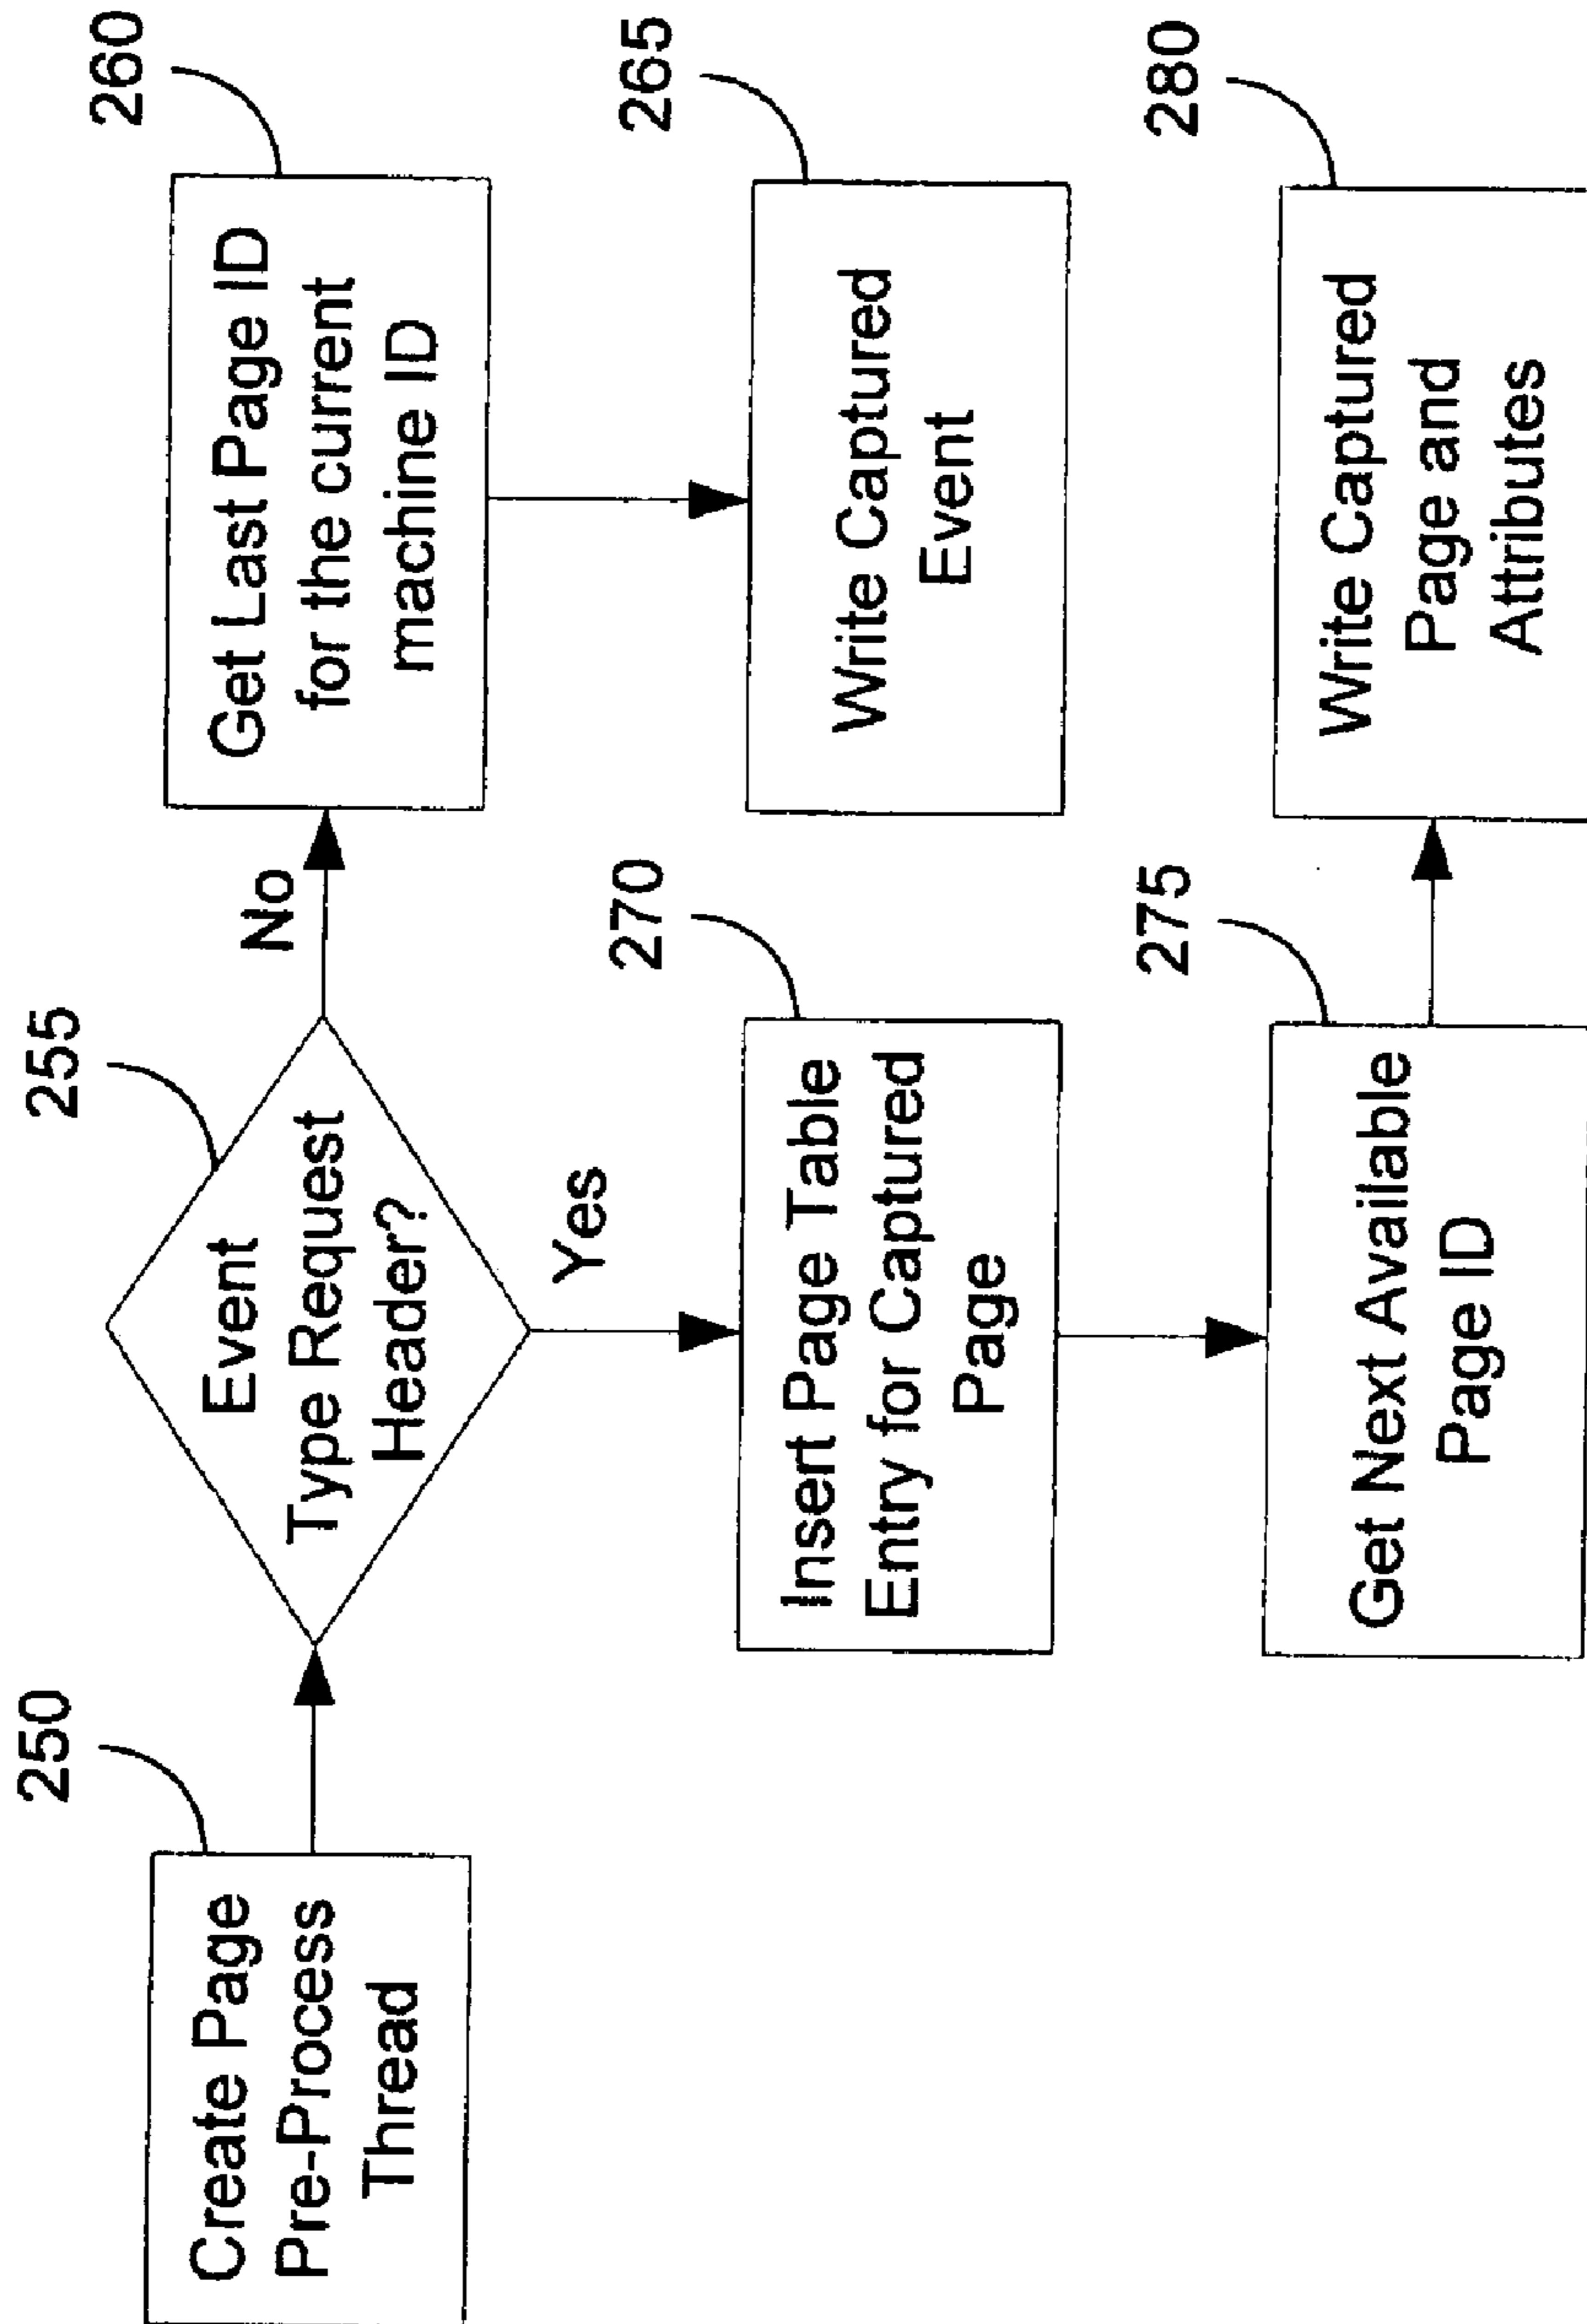 250
Create Page
Pre-Process
Thread
255
Event
Type Request
Header?
No
Yes
260
Get Last Page ID
for the current
machine ID
265
Write Captured
Event
270
Insert Page Table
Entry for Captured
Page
275
Get Next Available
Page ID
280
Write Captured
Page and
Attributes